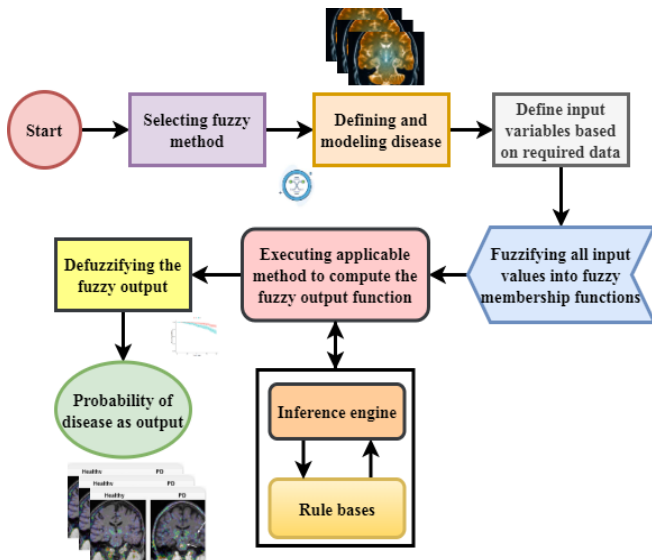 Start
Selecting fuzzy
method
Defining and
modeling disease
Define input
variables based
on required data
Fuzzifying all input
values into fuzzy
membership functions
Executing applicable
method to compute the
fuzzy output function
Defuzzifying the
fuzzy output
Probability of
disease as output
Inference engine
Rule bases
Healthy PD
Healthy PD
Healthy PD